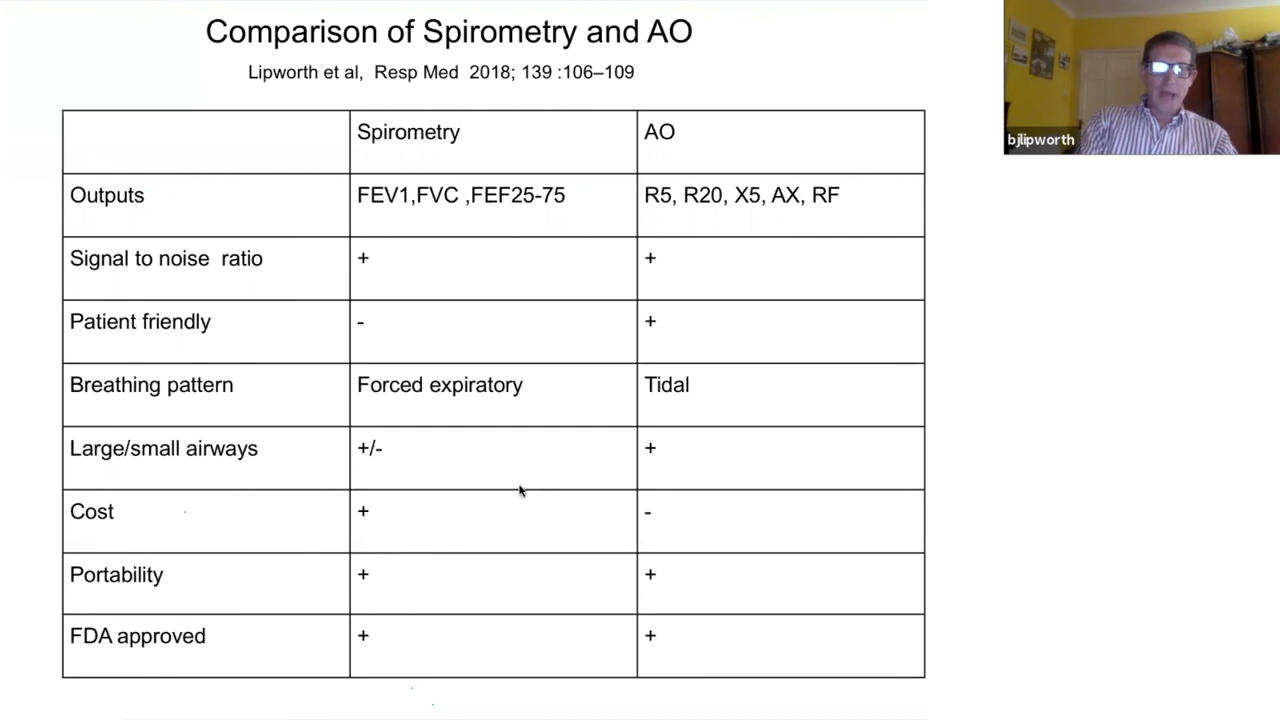 Comparison of Spirometry and AO
Lipworth et al, Resp Med 2018; 139 :106–109
Spirometry AO
Outputs FEV1,FVC ,FEF25-75 R5, R20, X5, AX, RF
Signal to noise ratio + +
Patient friendly - +
Breathing pattern Forced expiratory Tidal
Large/small airways +/- +
Cost + -
Portability + +
FDA approved + +
bjlipworth